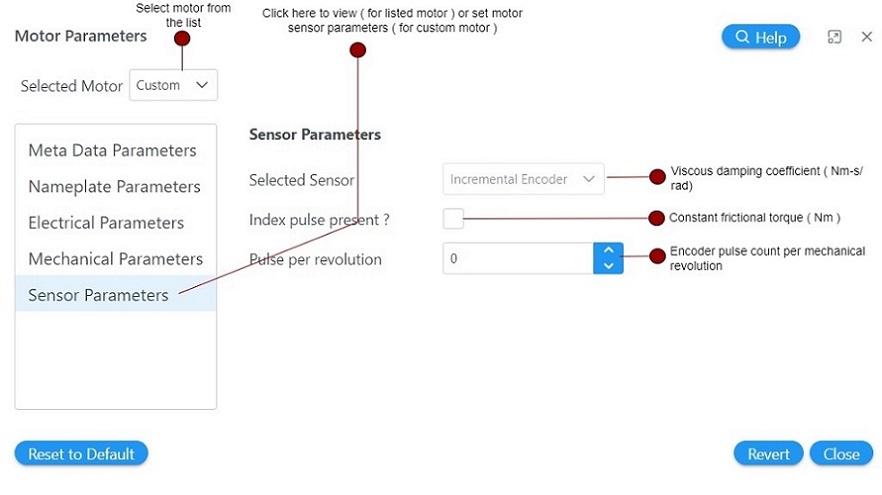 Select motor from
the list
Click here to view ( for listed motor ) or set motor
sensor parameters ( for custom motor )
Motor Parameters
Help
Selected Motor
Custom
Meta Data Parameters
Nameplate Parameters
Electrical Parameters
Mechanical Parameters
Sensor Parameters
Sensor Parameters
Selected Sensor
Incremental Encoder
Viscous damping coefficient ( Nm-s/
rad)
Index pulse present ?
Constant frictional torque ( Nm )
Pulse per revolution
0
Encoder pulse count per mechanical
revolution
Reset to Default
Revert
Close